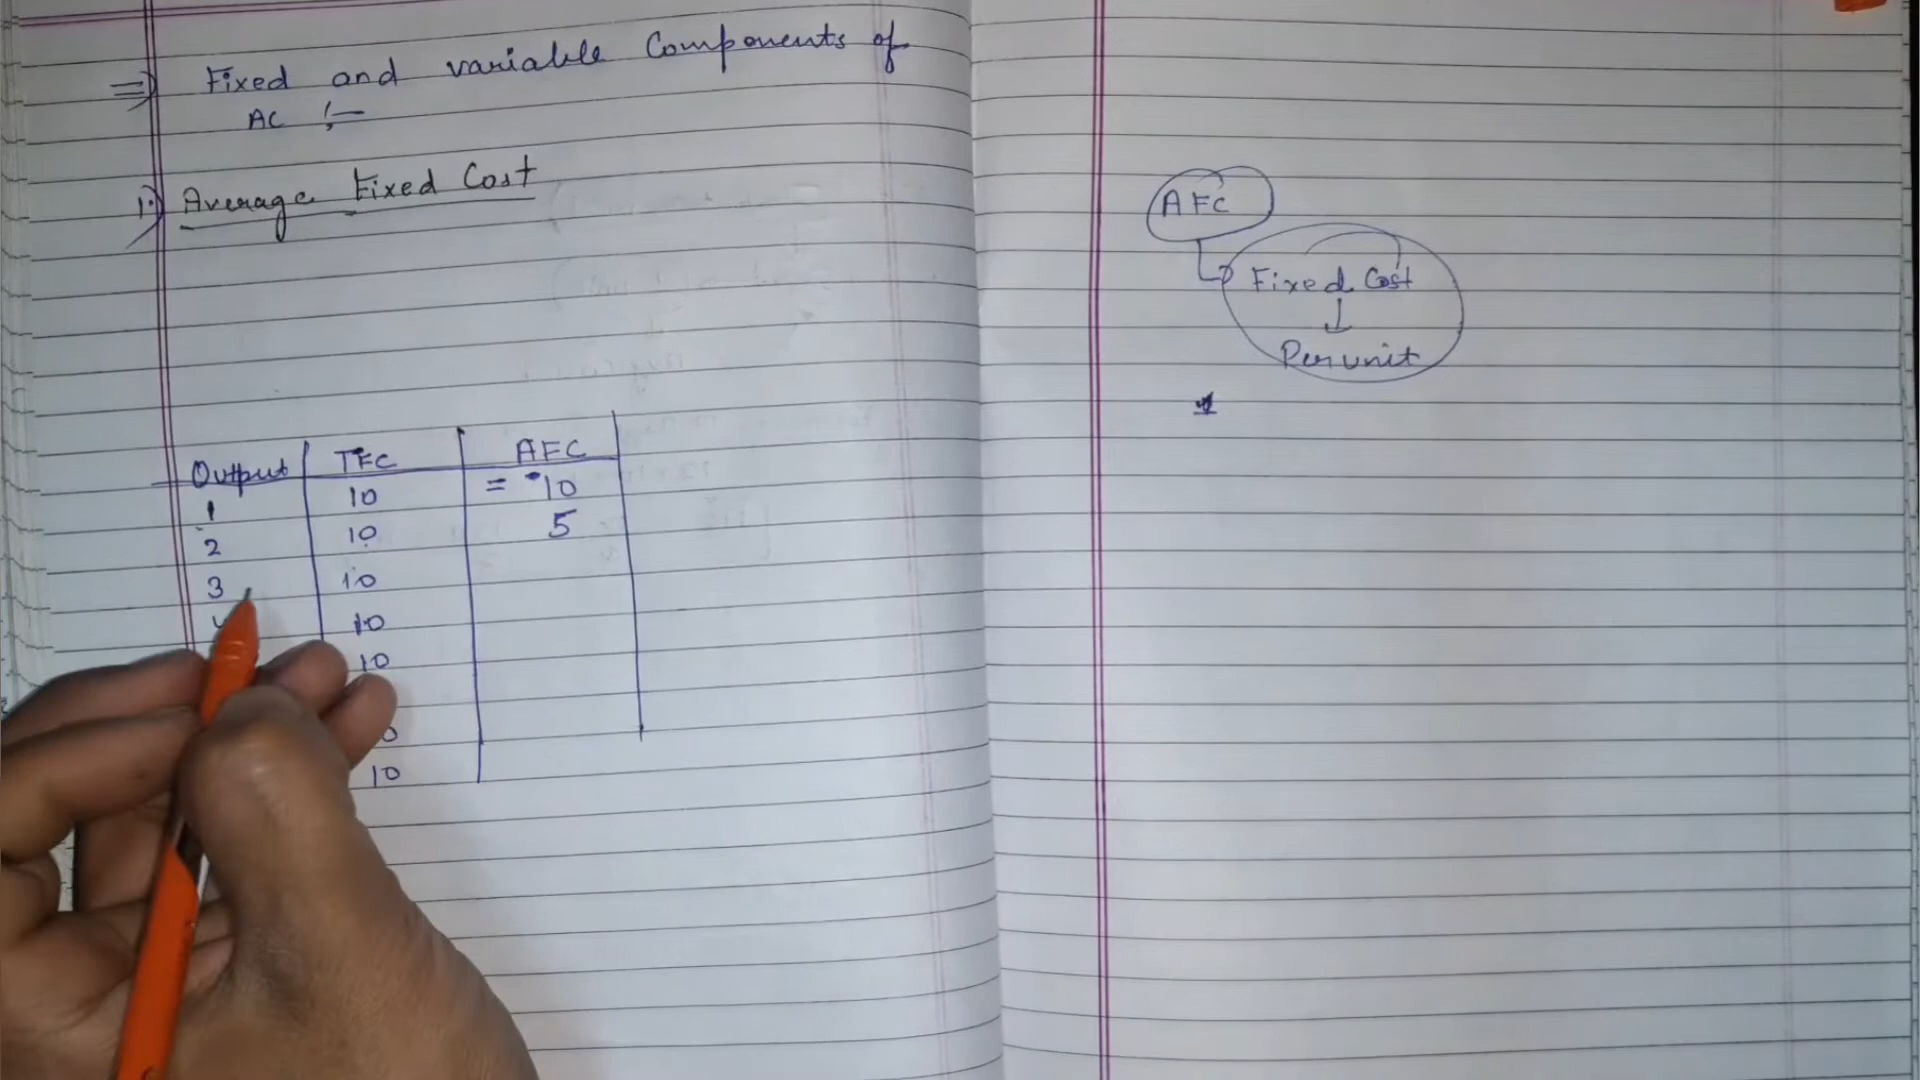 => Fixed and variable Components of
AC :-
1.) Average Fixed Cost
Output TFC AFC
1 10 = 10
2 10 5
3 10
10
10
0
10
AFC
Fixed Cost
↓
Per unit